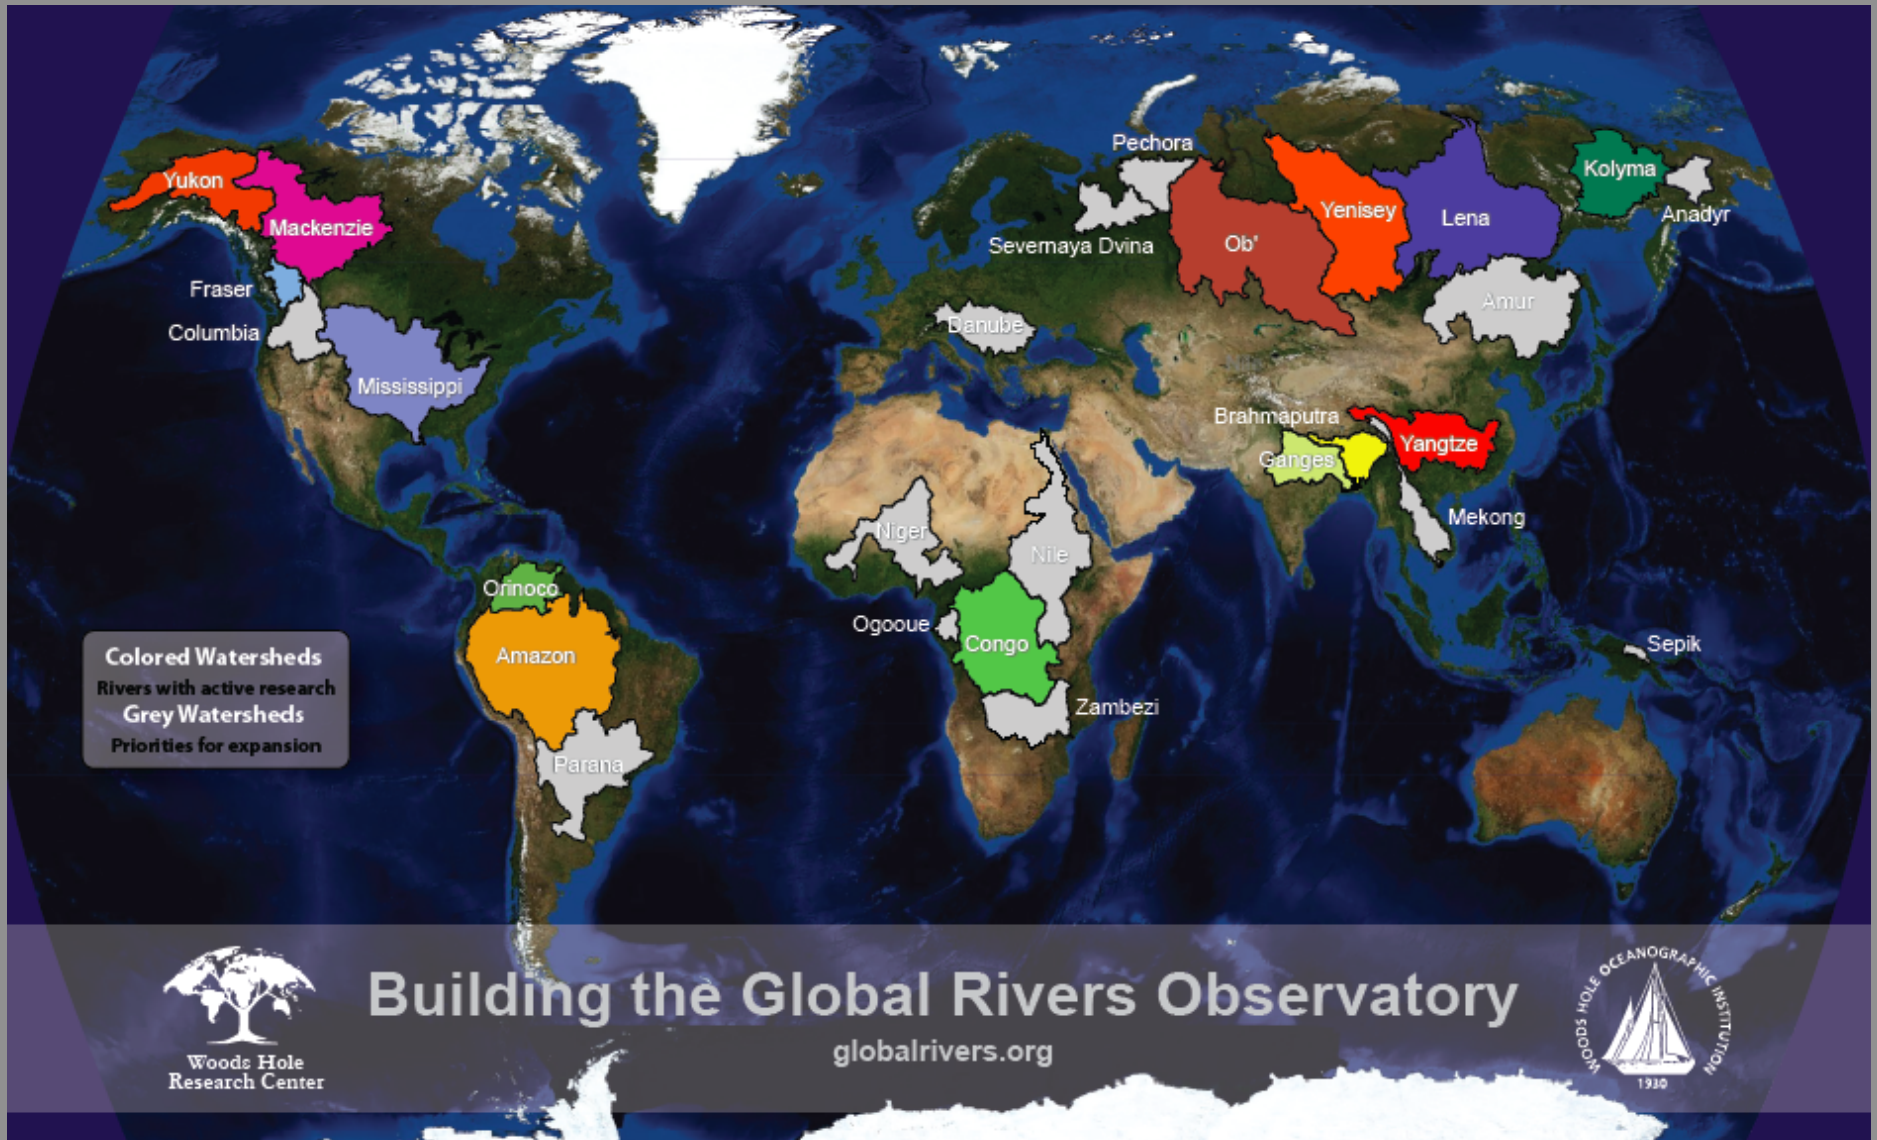 Pechora
Kolyma
Yukon
Yenisey
Anadyr
Lena
Mackenzie
Ob'
Severnaya Dvina
Fraser
Amur
Danube
Columbia
Mississippi
Brahmaputra
Yangtze
Ganges
Mekong
Niger
Nile
Orinoco
Ogooue
Congo
Sepik
Amazon
Colored Watersheds
Rivers with active research
Grey Watersheds
Priorities for expansion
Zambezi
Parana
Building the Global Rivers Observatory
globalrivers.org
Woods Hole
Research Center
WOODS HOLE OCEANOGRAPHIC INSTITUTION
1930